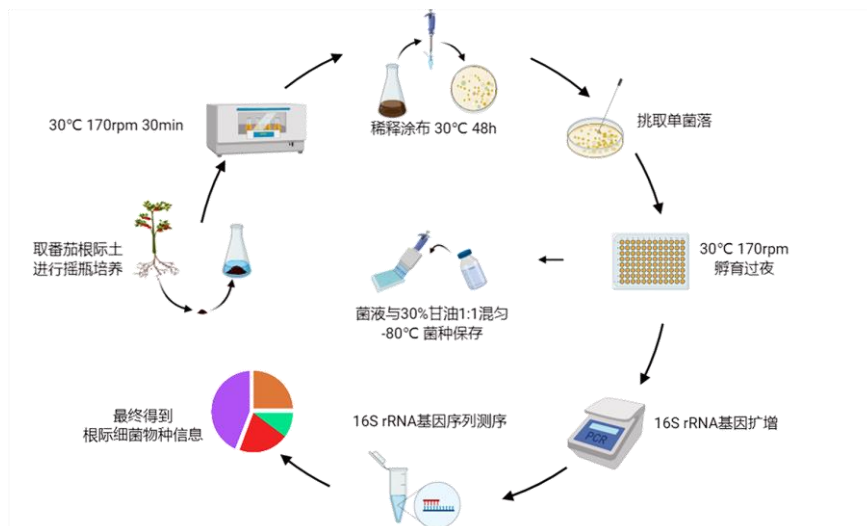 取番茄根际土
进行摇瓶培养
30℃ 170rpm 30min
稀释涂布 30℃ 48h
挑取单菌落
30℃ 170rpm
孵育过夜
菌液与30%甘油1:1混匀
-80℃ 菌种保存
16S rRNA基因扩增
PCR
16S rRNA基因序列测序
最终得到
根际细菌物种信息